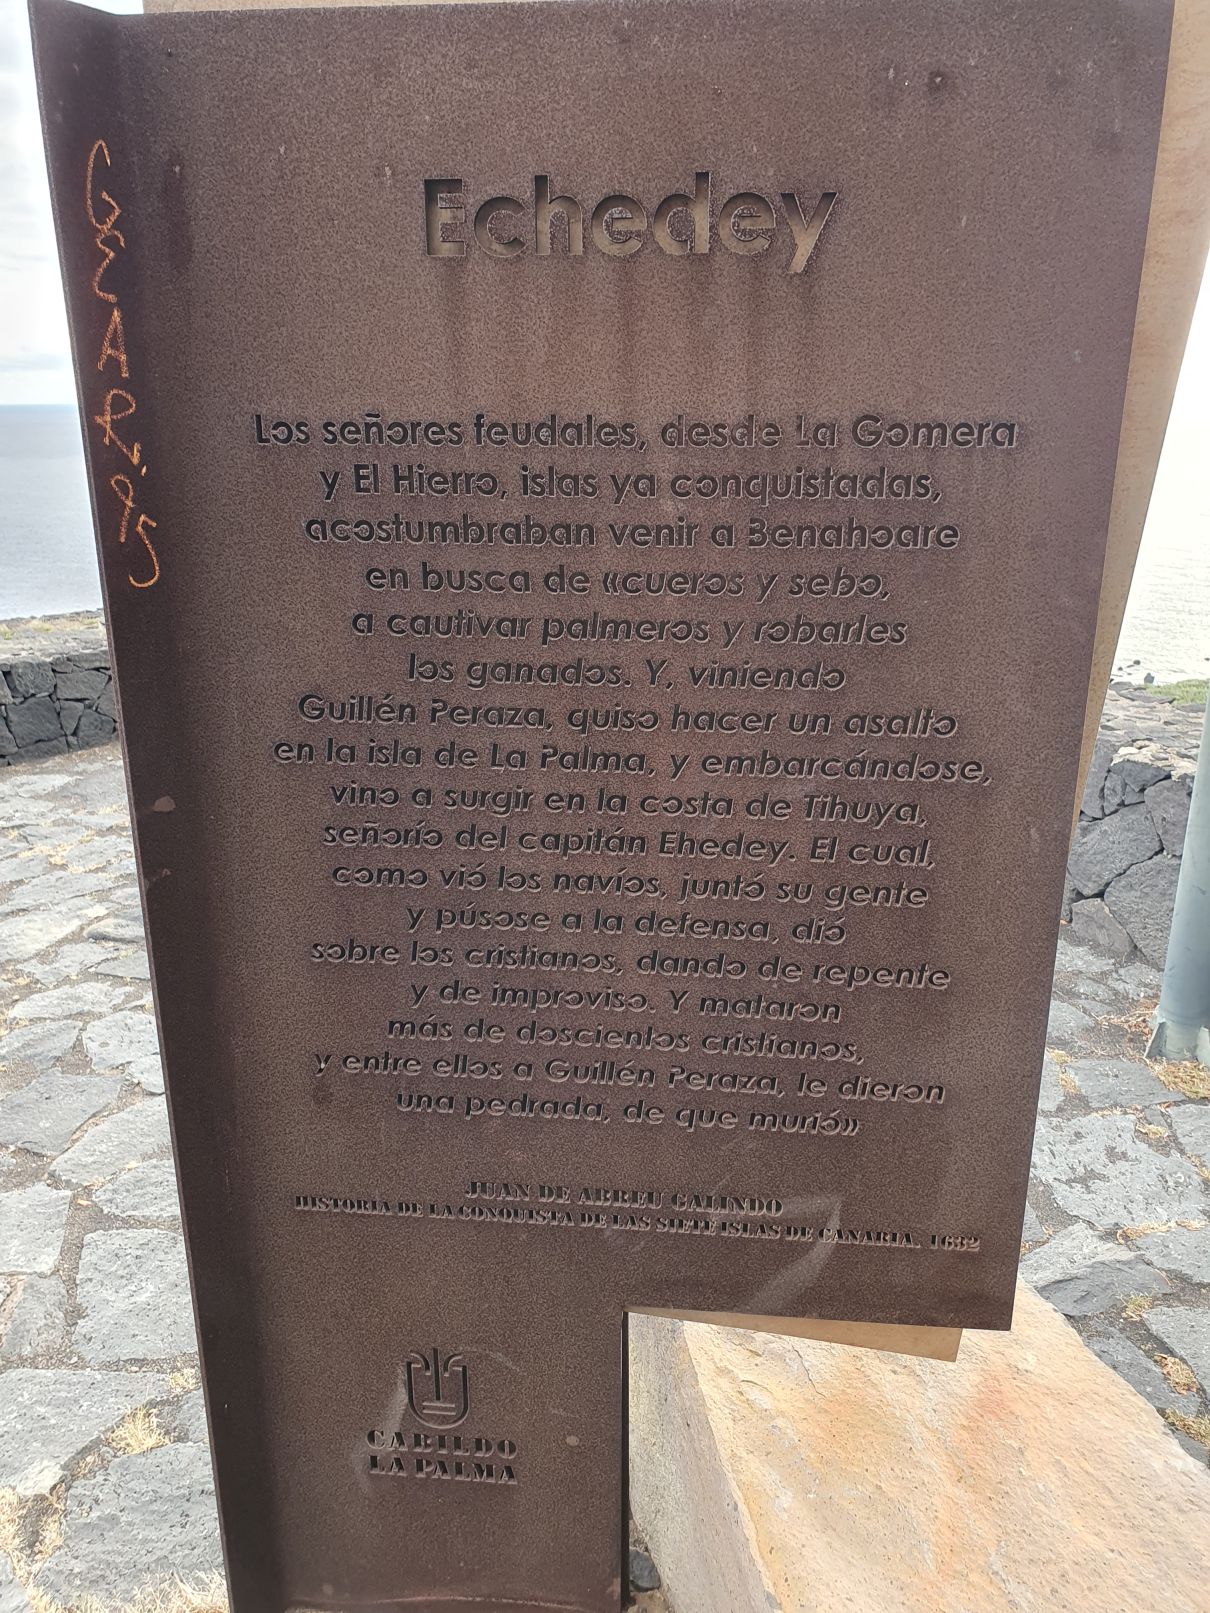 Echedey
Los señores feudales, desde La Gomera
y El Hierro, islas ya conquistadas,
acostumbraban venir a Benahoare
en busca de «cueros y sebo,
a cautivar palmeros y robarles
los ganados. Y, viniendo
Guillén Peraza, quiso hacer un asalto
en la isla de La Palma, y embarcándose,
vino a surgir en la costa de Tihuya,
señorío del capitán Ehedey. El cual,
como vió los navíos, juntó su gente
y púsose a la defensa, dió
sobre los cristianos, dando de repente
y de improviso. Y mataron
más de doscientos cristianos,
y entre ellos a Guillén Peraza, le dieron
una pedrada, de que murió»
JUAN DE ABREU GALINDO
HISTORIA DE LA CONQUISTA DE LAS SIETE ISLAS DE CANARIA. 1632
CABILDO
LA PALMA